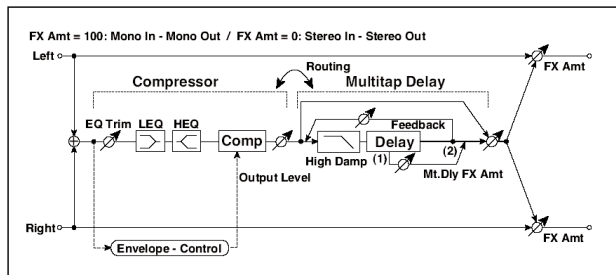 FX Amt = 100: Mono In - Mono Out / FX Amt = 0: Stereo In - Stereo Out
Left
FX Amt
Routing
Compressor
Multitap Delay
EQ Trim
LEQ
HEQ
Comp
Output Level
Feedback
High Damp
Delay
(1)
(2)
Mt.Dly FX Amt
Right
FX Amt
Envelope - Control